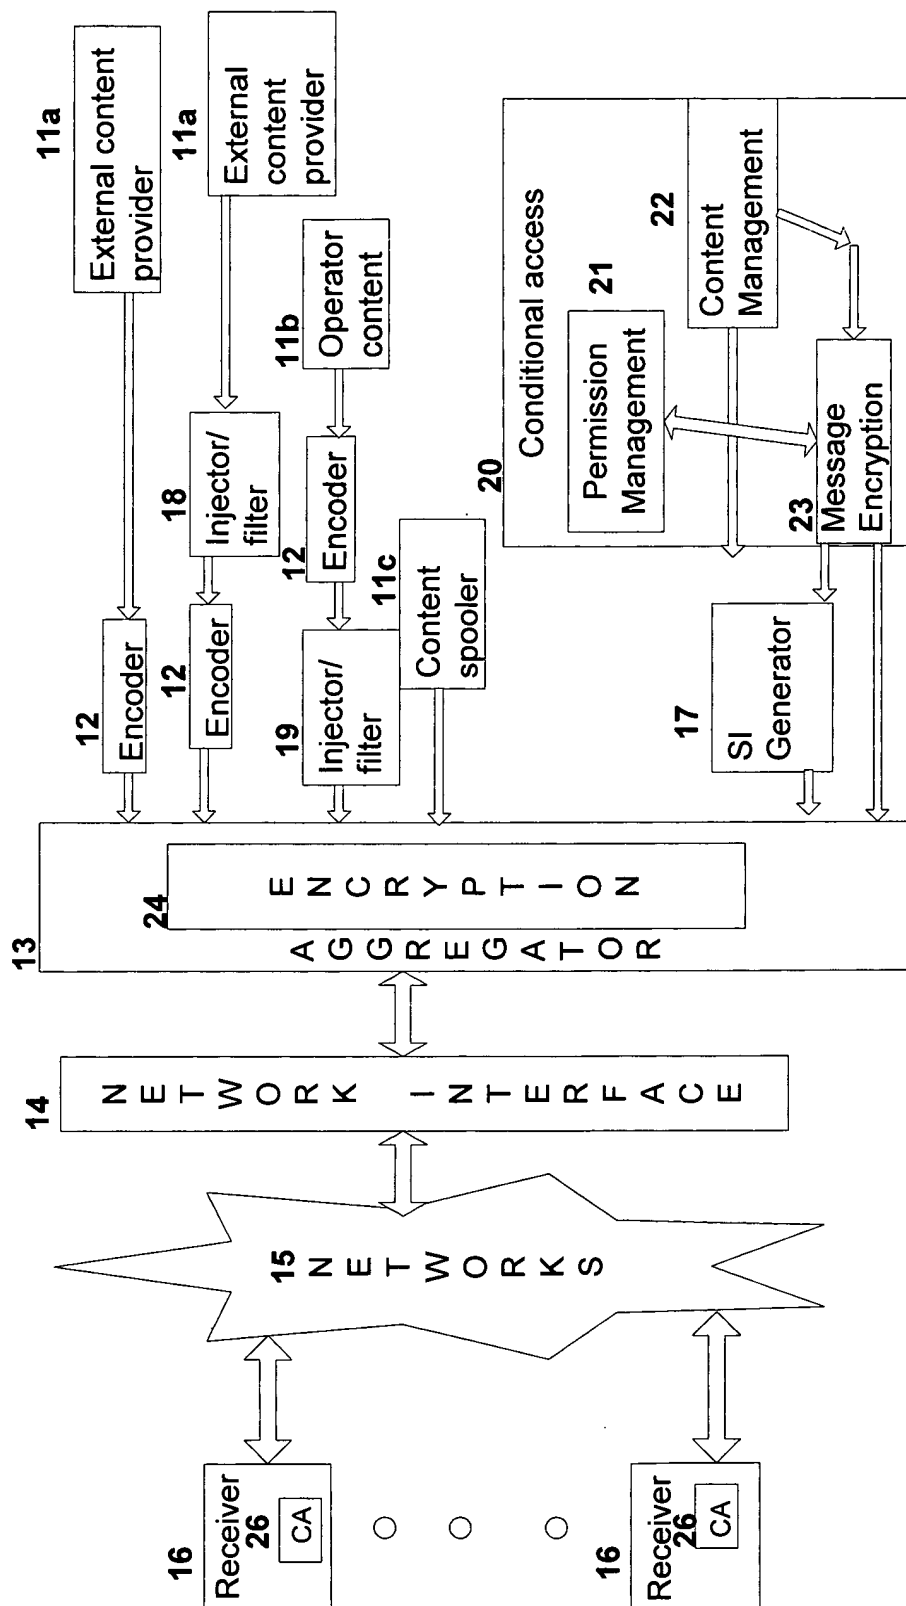 11a
External content
provider
11a
External
content
provider
11b
Operator
content
12
Encoder
18
Injector/
filter
12
Encoder
12
Encoder
19
Injector/
filter
11c
Content
spooler
20
Conditional access
21
Permission
Management
22
Content
Management
23
Message
Encryption
17
SI
Generator
13
24
ENCRYPTION
AGGREGATOR
14
NETWORK INTERFACE
15
NETWORKS
16
Receiver
26
CA
16
Receiver
26
CA